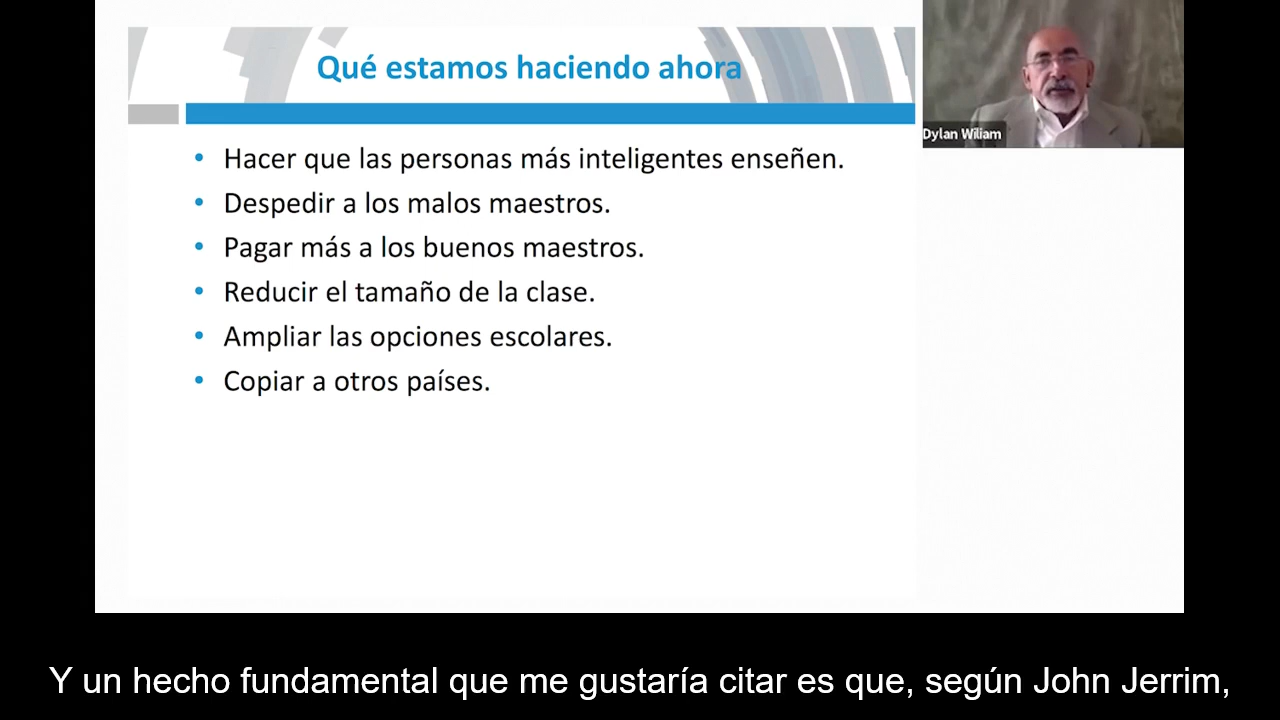 Qué estamos haciendo ahora
Dylan Wiliam
• Hacer que las personas más inteligentes enseñen.
• Despedir a los malos maestros.
• Pagar más a los buenos maestros.
• Reducir el tamaño de la clase.
• Ampliar las opciones escolares.
• Copiar a otros países.
Y un hecho fundamental que me gustaría citar es que, según John Jerrim,